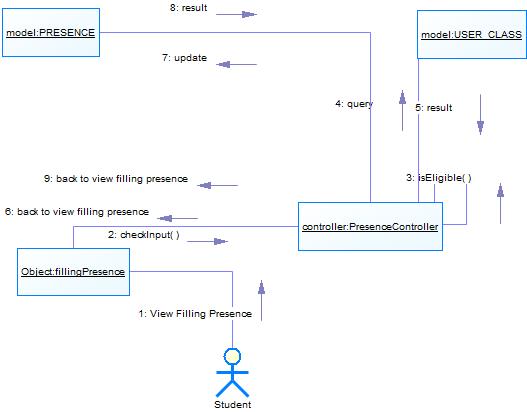 8: result
model:PRESENCE
model:USER_CLASS
7: update
4: query
5: result
9: back to view filling presence
3: isEligible( )
6: back to view filling presence
controller:PresenceController
2: checkInput( )
Object:fillingPresence
1: View Filling Presence
Student